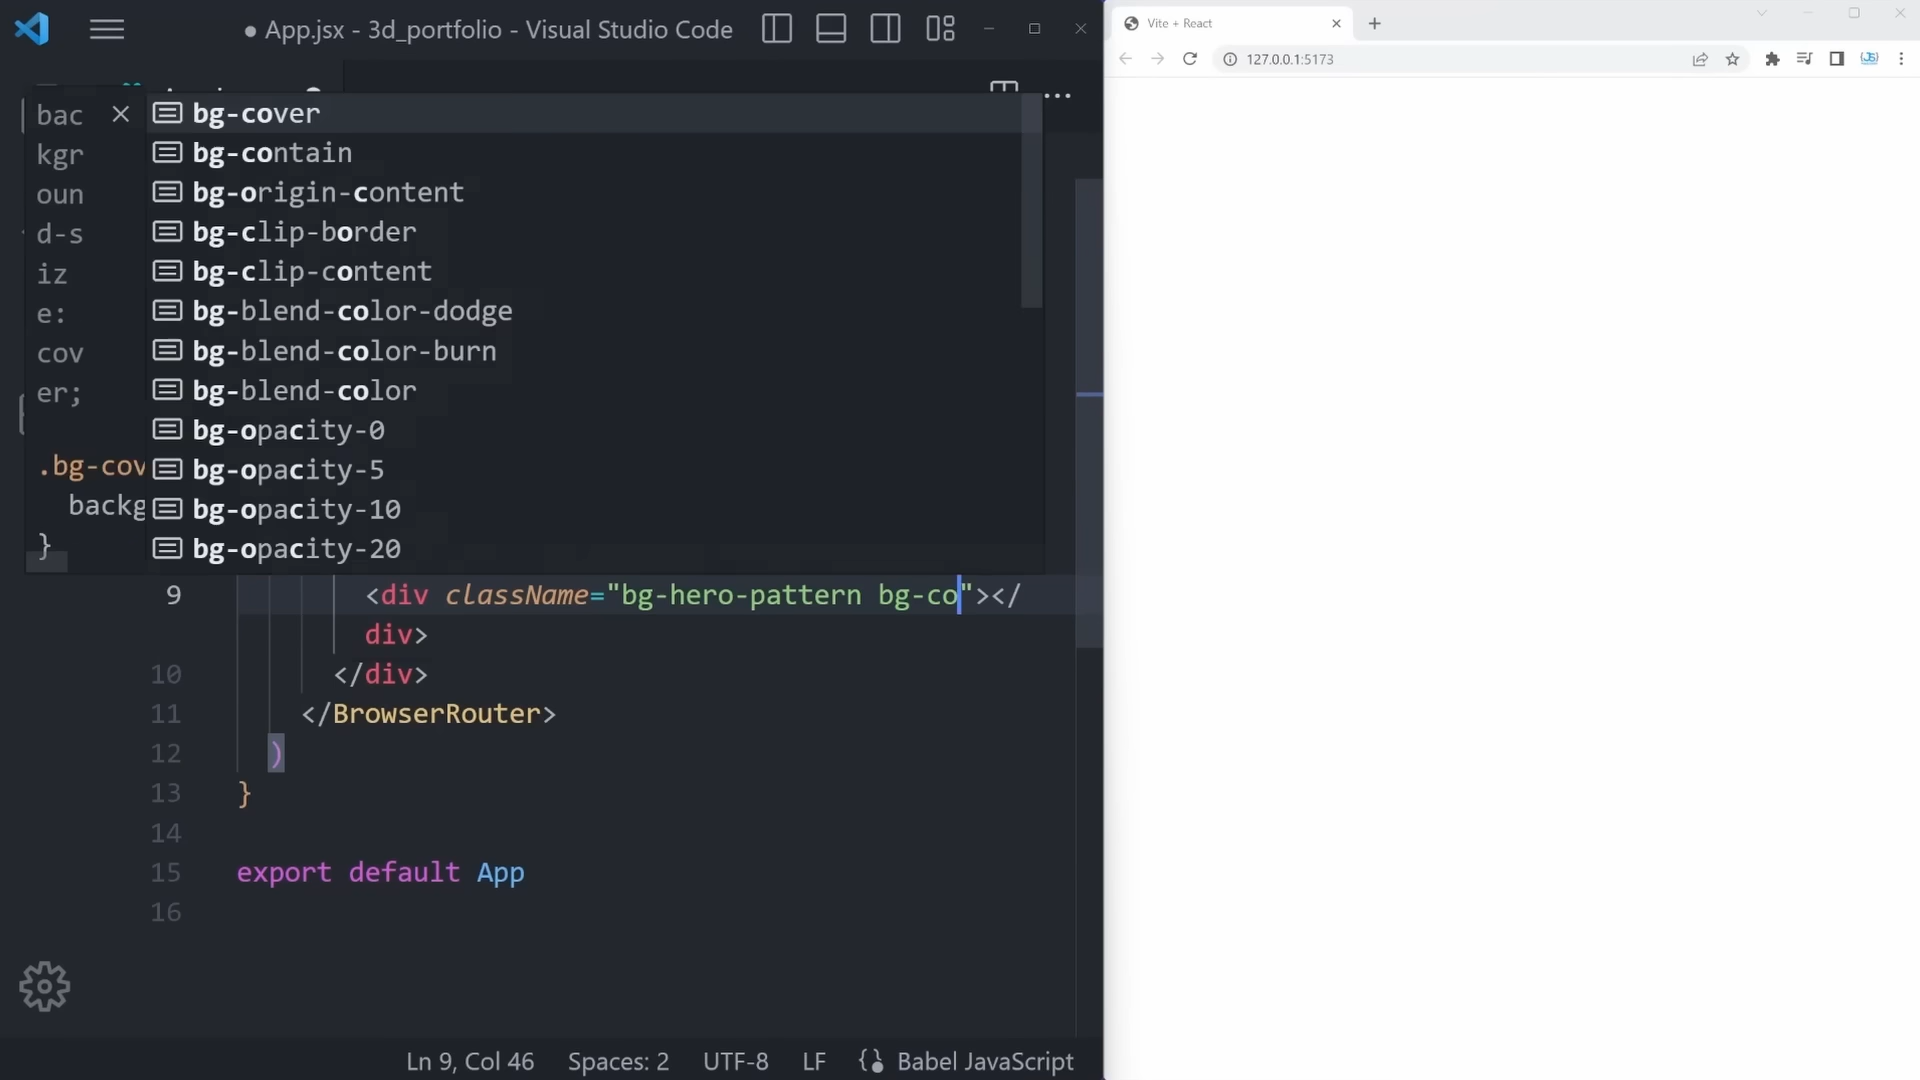 ● App.jsx - 3d_portfolio - Visual Studio Code
Vite + React
127.0.0.1:5173
bac
kgr
oun
d-s
iz
e:
cov
er;
.bg-cov
backg
}
bg-cover
bg-contain
bg-origin-content
bg-clip-border
bg-clip-content
bg-blend-color-dodge
bg-blend-color-burn
bg-blend-color
bg-opacity-0
bg-opacity-5
bg-opacity-10
bg-opacity-20
9 <div className="bg-hero-pattern bg-co"></
div>
10 </div>
11 </BrowserRouter>
12 )
13 }
14
15 export default App
16
Ln 9, Col 46 Spaces: 2 UTF-8 LF Babel JavaScript